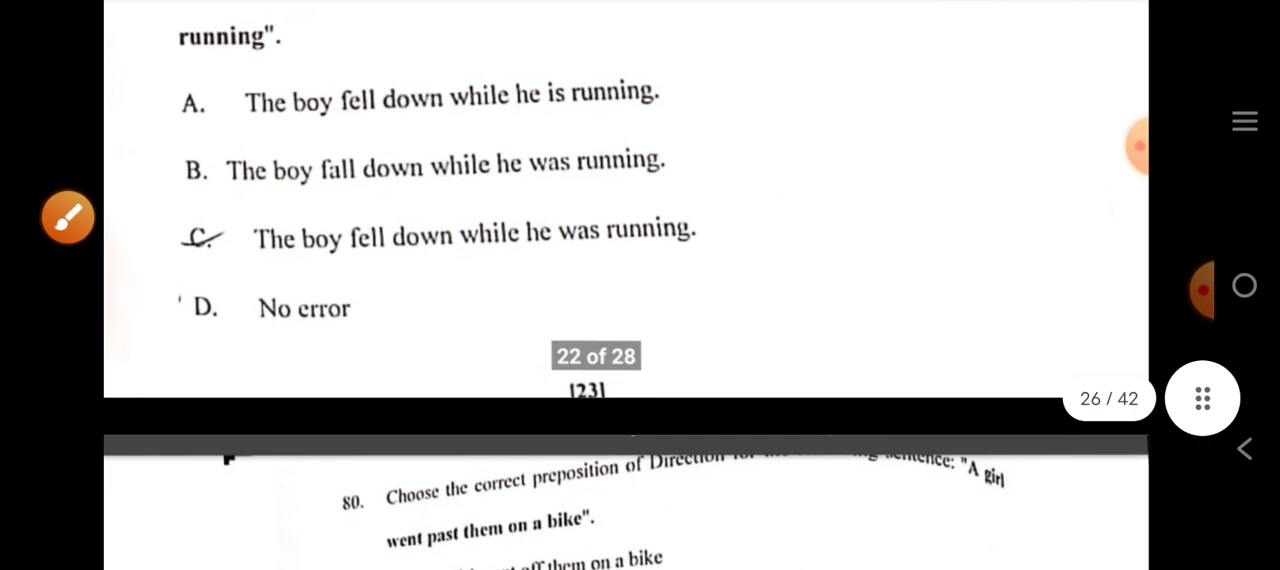 running".
A. The boy fell down while he is running.
B. The boy fall down while he was running.
C. The boy fell down while he was running.
D. No error
22 of 28
[23]
26 / 42
80. Choose the correct preposition of Direction sentence: "A girl
went past them on a bike".
off them on a bike